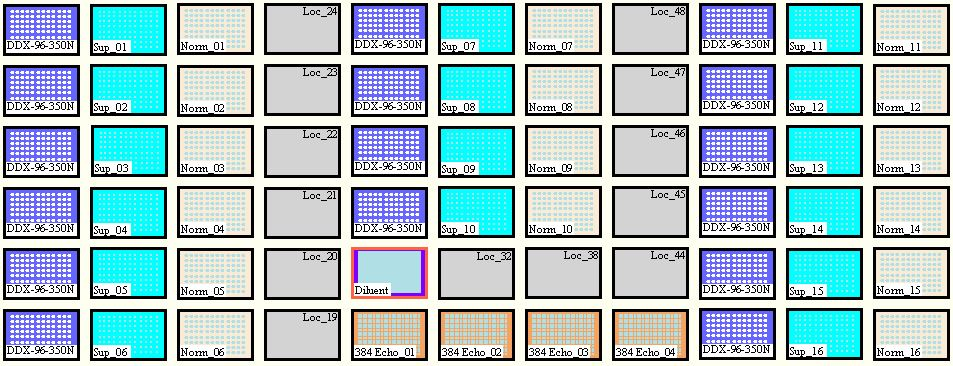 DDX-96-350N Sup_01 Norm_01 Loc_24 DDX-96-350N Sup_07 Norm_07 Loc_48 DDX-96-350N Sup_11 Norm_11
DDX-96-350N Sup_02 Norm_02 Loc_23 DDX-96-350N Sup_08 Norm_08 Loc_47 DDX-96-350N Sup_12 Norm_12
DDX-96-350N Sup_03 Norm_03 Loc_22 DDX-96-350N Sup_09 Norm_09 Loc_46 DDX-96-350N Sup_13 Norm_13
DDX-96-350N Sup_04 Norm_04 Loc_21 DDX-96-350N Sup_10 Norm_10 Loc_45 DDX-96-350N Sup_14 Norm_14
DDX-96-350N Sup_05 Norm_05 Loc_20 Diluent Loc_32 Loc_38 Loc_44 DDX-96-350N Sup_15 Norm_15
DDX-96-350N Sup_06 Norm_06 Loc_19 384 Echo_01 384 Echo_02 384 Echo_03 384 Echo_04 DDX-96-350N Sup_16 Norm_16